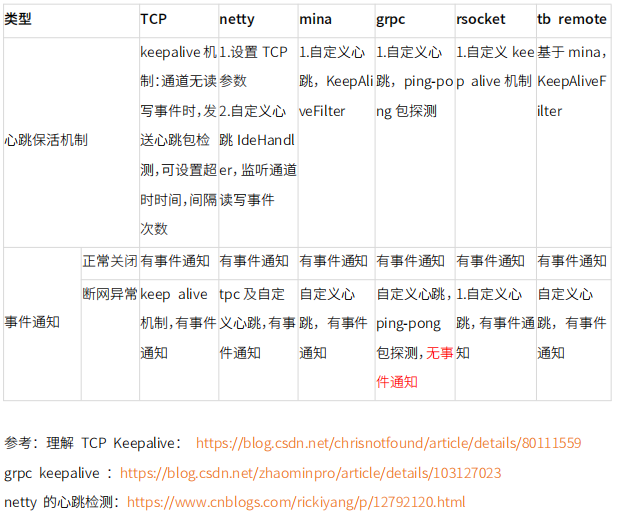 类型 TCP netty mina grpc rsocket tb remote
心跳保活机制
keepalive 机
制：通道无读
写事件时，发
送心跳包检
测，可设置超
时时间，间隔
次数
1.设置 TCP
参数
2.自定义心
跳 IdeHandl
er，监听通道
读写事件
1.自定义心
跳，KeepAli
veFilter
1.自定义心
跳，ping-po
ng 包探测
1.自定义 kee
p alive 机制
基于 mina，
KeepAliveF
ilter
事件通知
正常关闭 有事件通知 有事件通知 有事件通知 有事件通知 有事件通知 有事件通知
断网异常
keep alive
机制，有事件
通知
tpc 及自定
义心跳，有事
件通知
自定义心
跳， 有事件
通知
自定义心跳，
ping-pong
包探测，无事
件通知
1.自定义心
跳，有事件通
知
自定义心
跳， 有事件
通知
参考：理解 TCP Keepalive： https://blog.csdn.net/chrisnotfound/article/details/80111559
grpc keepalive ：https://blog.csdn.net/zhaominpro/article/details/103127023
netty 的心跳检测：https://www.cnblogs.com/rickiyang/p/12792120.html